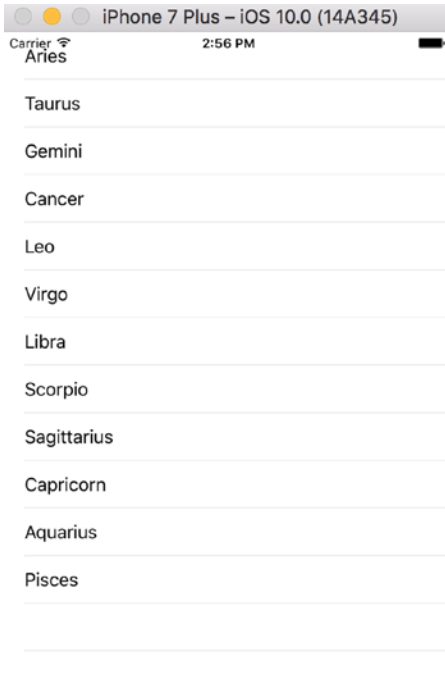 iPhone 7 Plus – iOS 10.0 (14A345)
Carrier 2:56 PM
Aries
Taurus
Gemini
Cancer
Leo
Virgo
Libra
Scorpio
Sagittarius
Capricorn
Aquarius
Pisces